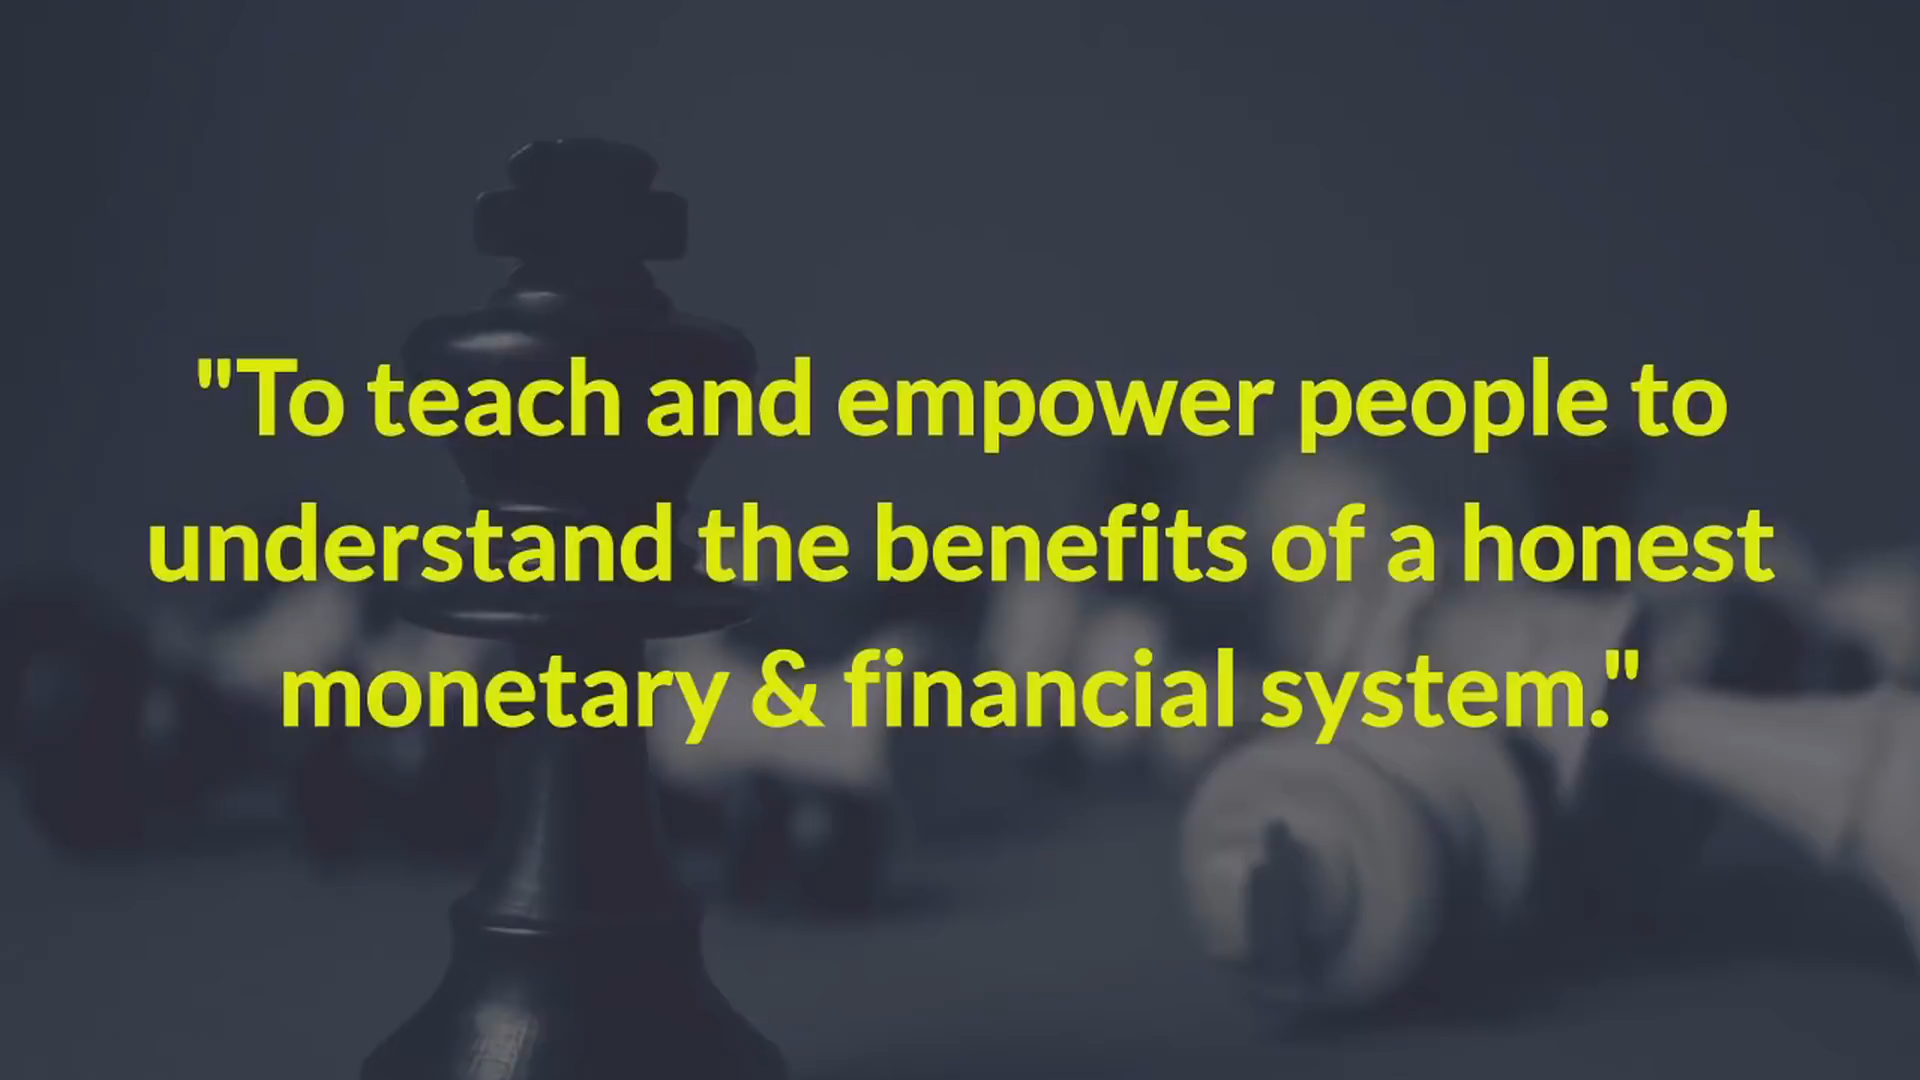 "To teach and empower people to
understand the benefits of a honest
monetary & financial system."